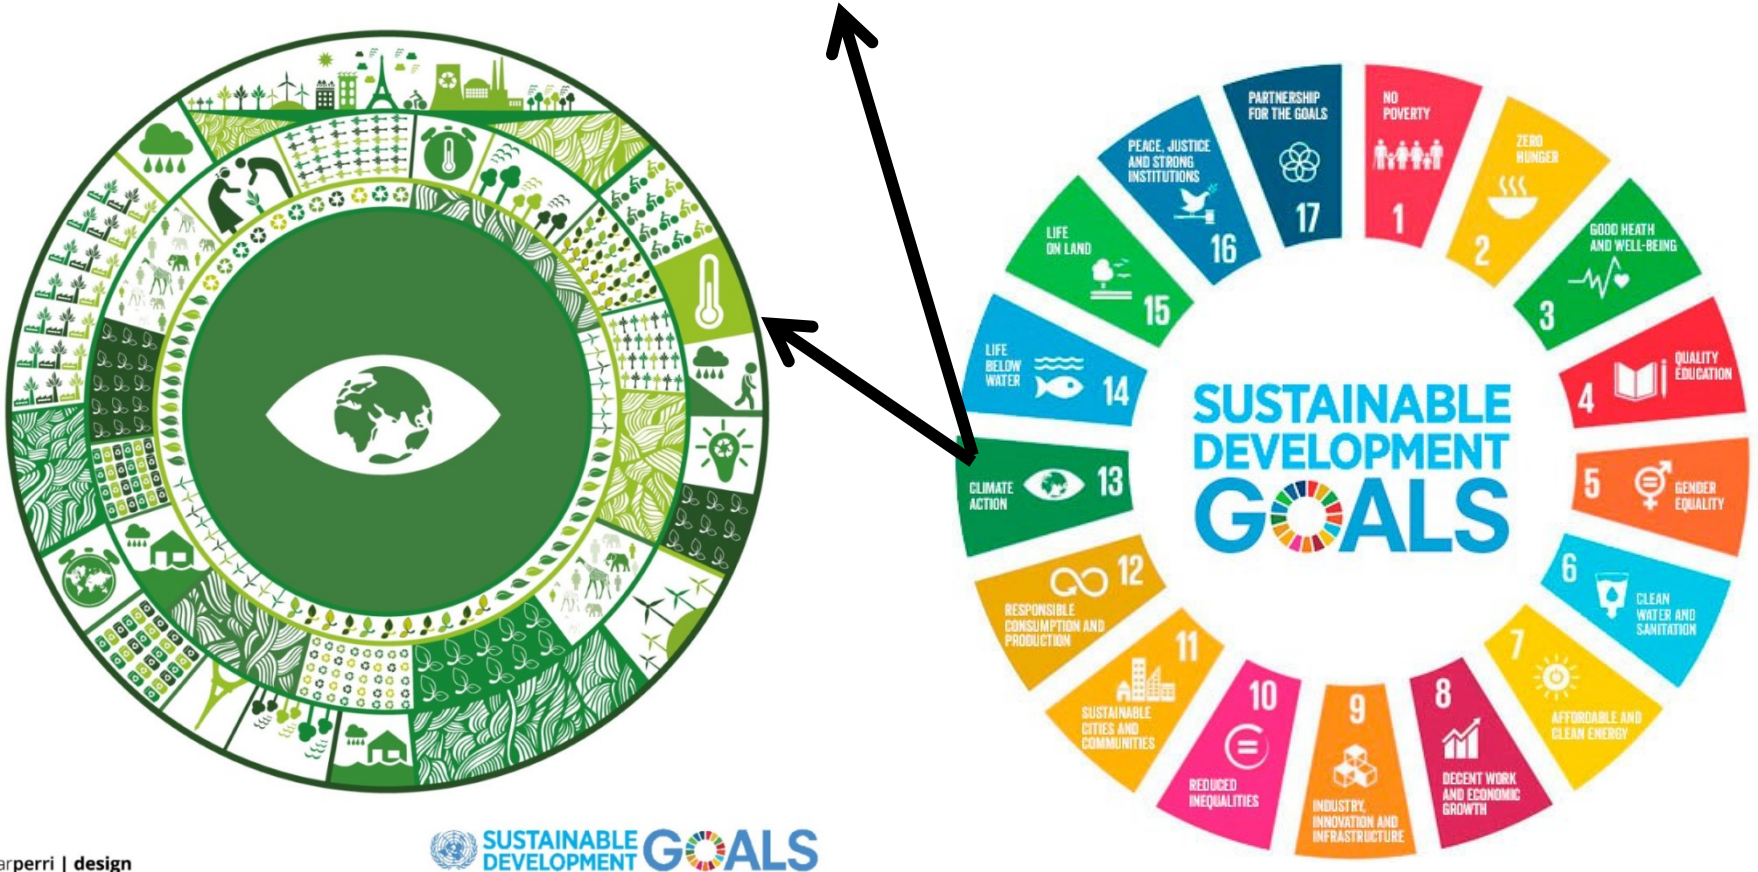 PARTNERSHIP
FOR THE GOALS
17
NO
POVERTY
1
ZERO
HUNGER
2
GOOD HEATH
AND WELL-BEING
3
QUALITY
EDUCATION
4
GENDER
EQUALITY
5
6
CLEAN
WATER AND
SANITATION
7
AFFORDABLE AND
CLEAN ENERGY
8
DECENT WORK
AND ECONOMIC
GROWTH
9
INDUSTRY,
INNOVATION AND
INFRASTRUCTURE
10
REDUCED
INEQUALITIES
11
SUSTAINABLE
CITIES AND
COMMUNITIES
12
RESPONSIBLE
CONSUMPTION AND
PRODUCTION
CLIMATE
ACTION
13
LIFE
BELOW
WATER
14
LIFE
ON LAND
15
PEACE, JUSTICE
AND STRONG
INSTITUTIONS
16
SUSTAINABLE
DEVELOPMENT
GOALS
SUSTAINABLE
DEVELOPMENT
GOALS
arperri | design